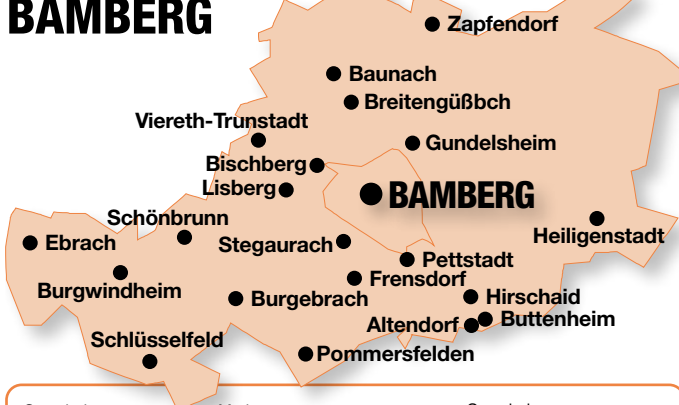 BAMBERG
Zapfendorf
Baunach
Breitengüßbch
Viereth-Trunstadt
Gundelsheim
Bischberg
Lisberg
BAMBERG
Schönbrunn
Heiligenstadt
Ebrach
Stegaurach
Pettstadt
Frensdorf
Burgwindheim
Burgebrach
Hirschaid
Altendorf
Buttenheim
Schlüsselfeld
Pommersfelden